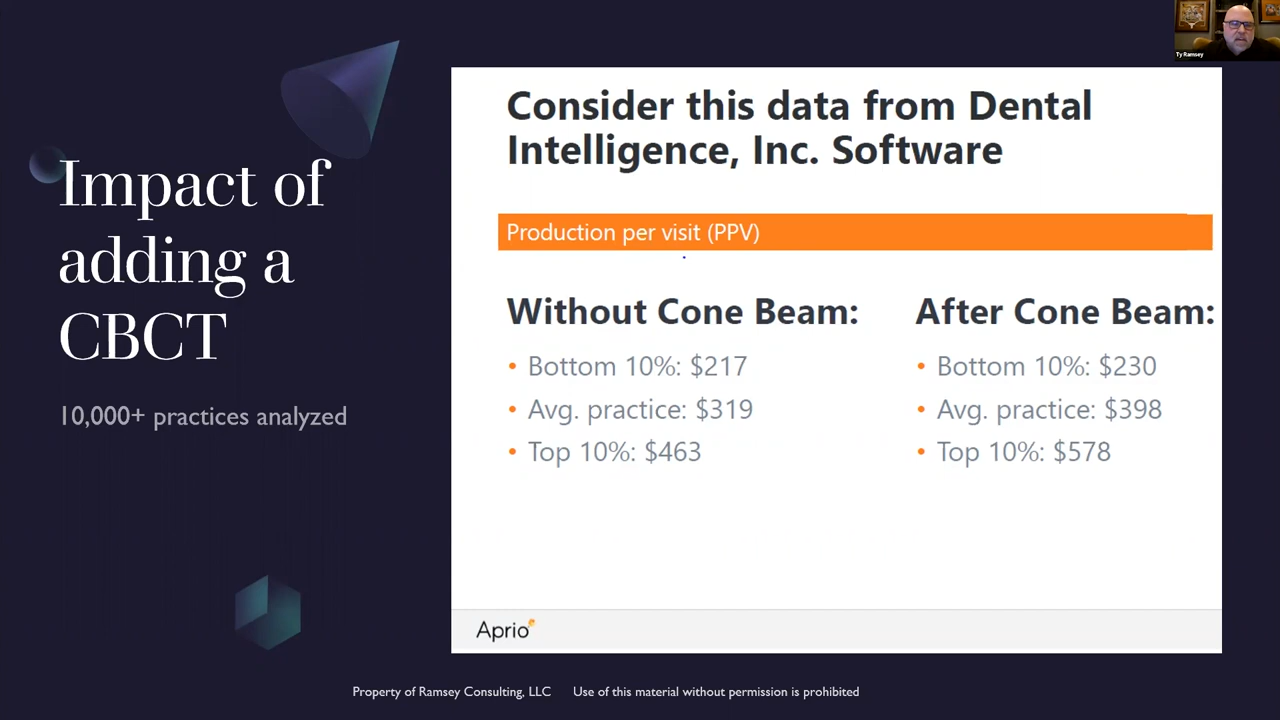 Ty Ramsey
Impact of
adding a
CBCT
10,000+ practices analyzed
Consider this data from Dental
Intelligence, Inc. Software
Production per visit (PPV)
Without Cone Beam:
• Bottom 10%: $217
• Avg. practice: $319
• Top 10%: $463
After Cone Beam:
• Bottom 10%: $230
• Avg. practice: $398
• Top 10%: $578
Aprio
Property of Ramsey Consulting, LLC Use of this material without permission is prohibited